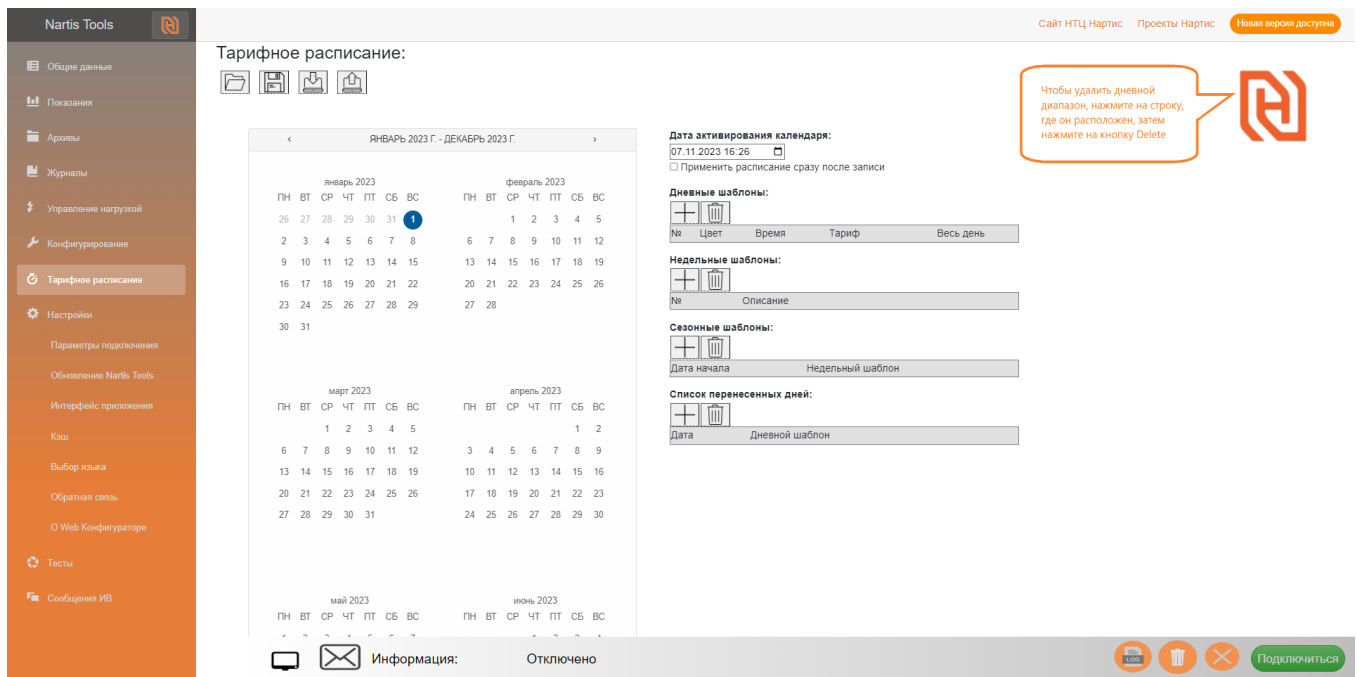 Nartis Tools
Сайт НТЦ Нартис Проекты Нартис Новая версия доступна
Общие данные
Показания
Архивы
Журналы
Управление нагрузкой
Конфигурирование
Тарифное расписание
Настройки
Параметры подключения
Обновление Nartis Tools
Интерфейс приложения
Кэш
Выбор языка
Обратная связь
О Web Конфигураторе
Тесты
Сообщения ИВ
Тарифное расписание:
‹ ЯНВАРЬ 2023 Г. - ДЕКАБРЬ 2023 Г. ›
январь 2023
ПН ВТ СР ЧТ ПТ СБ ВС
26 27 28 29 30 31 1
2 3 4 5 6 7 8
9 10 11 12 13 14 15
16 17 18 19 20 21 22
23 24 25 26 27 28 29
30 31
февраль 2023
ПН ВТ СР ЧТ ПТ СБ ВС
1 2 3 4 5
6 7 8 9 10 11 12
13 14 15 16 17 18 19
20 21 22 23 24 25 26
27 28
март 2023
ПН ВТ СР ЧТ ПТ СБ ВС
1 2 3 4 5
6 7 8 9 10 11 12
13 14 15 16 17 18 19
20 21 22 23 24 25 26
27 28 29 30 31
апрель 2023
ПН ВТ СР ЧТ ПТ СБ ВС
1 2
3 4 5 6 7 8 9
10 11 12 13 14 15 16
17 18 19 20 21 22 23
24 25 26 27 28 29 30
май 2023
ПН ВТ СР ЧТ ПТ СБ ВС
июнь 2023
ПН ВТ СР ЧТ ПТ СБ ВС
Дата активирования календаря:
07.11.2023 16:26
Применить расписание сразу после записи
Дневные шаблоны:
№ Цвет Время Тариф Весь день
Недельные шаблоны:
№ Описание
Сезонные шаблоны:
Дата начала Недельный шаблон
Список перенесенных дней:
Дата Дневной шаблон
Чтобы удалить дневной
диапазон, нажмите на строку,
где он расположен, затем
нажмите на кнопку Delete
Информация: Отключено
LOG
Подключиться